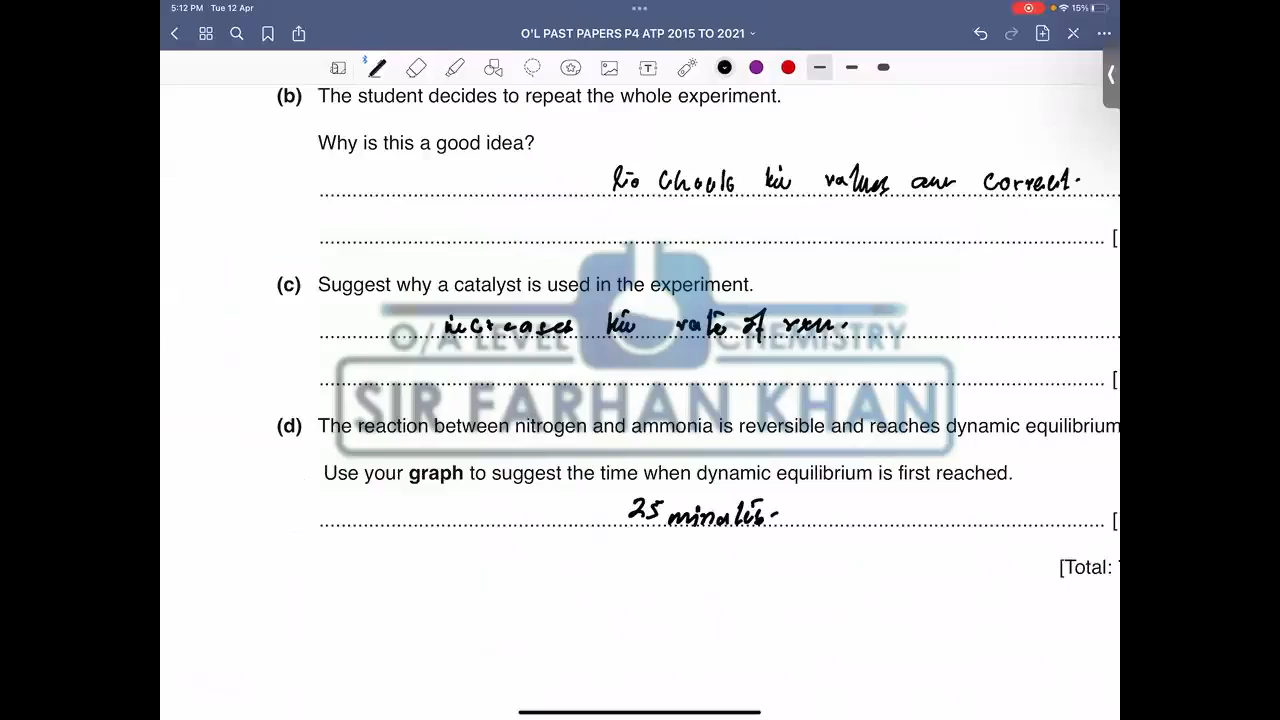 5:12 PM Tue 12 Apr
15%
O'L PAST PAPERS P4 ATP 2015 TO 2021
(b) The student decides to repeat the whole experiment.
Why is this a good idea?
to check the values are correct.
[
(c) Suggest why a catalyst is used in the experiment.
increases the rate of rxn.
O/A LEVEL CHEMISTRY
[
SIR FARHAN KHAN
(d) The reaction between nitrogen and ammonia is reversible and reaches dynamic equilibrium
Use your graph to suggest the time when dynamic equilibrium is first reached.
25 minutes.
[
[Total: